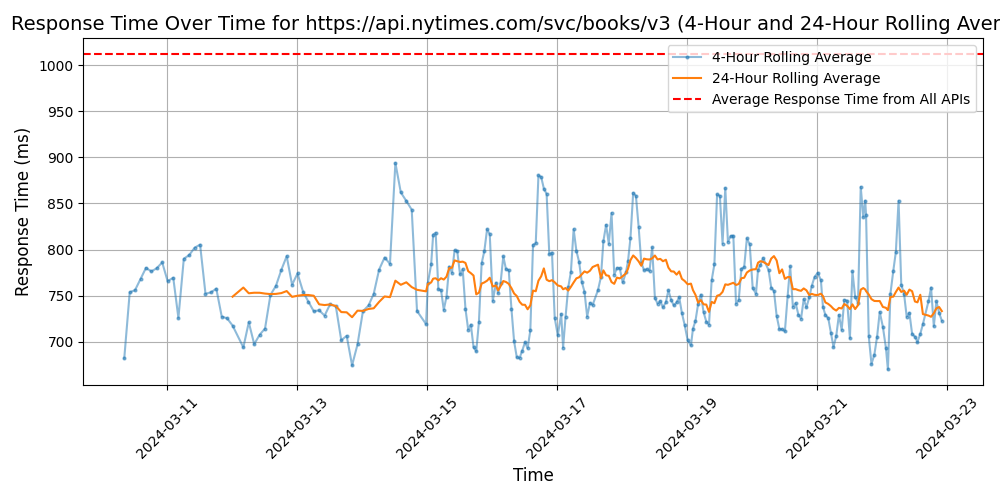 Response Time Over Time for https://api.nytimes.com/svc/books/v3 (4-Hour and 24-Hour Rolling Aver
4-Hour Rolling Average
24-Hour Rolling Average
Average Response Time from All APIs
Response Time (ms)
1000
950
900
850
800
750
700
2024-03-11
2024-03-13
2024-03-15
2024-03-17
2024-03-19
2024-03-21
2024-03-23
Time